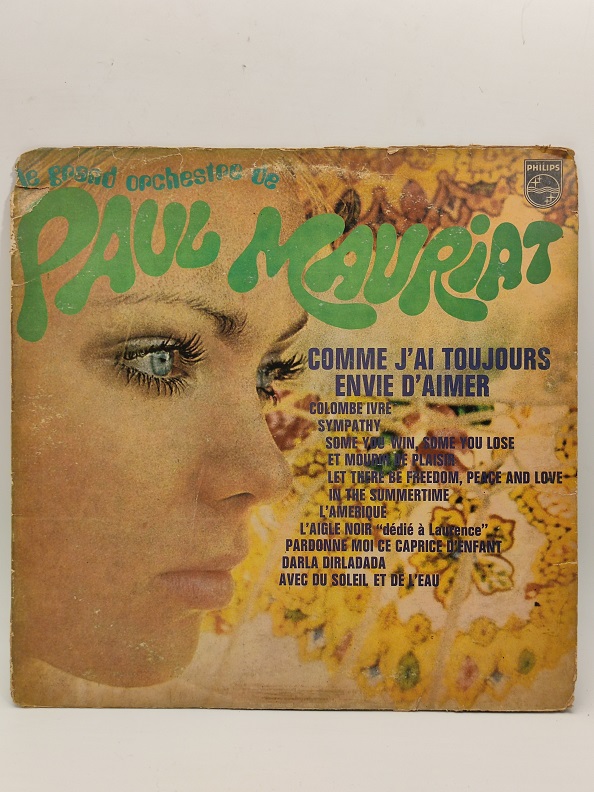 le grand orchestre de
PAUL MAURIAT
PHILIPS
COMME J'AI TOUJOURS
ENVIE D'AIMER
COLOMBE IVRE
SYMPATHY
SOME YOU WIN, SOME YOU LOSE
ET MOURIR DE PLAISIR
LET THERE BE FREEDOM, PEACE AND LOVE
IN THE SUMMERTIME
L'AMERIQUE
L'AIGLE NOIR "dédié à Laurence"
PARDONNE MOI CE CAPRICE D'ENFANT
DARLA DIRLADADA
AVEC DU SOLEIL ET DE L'EAU